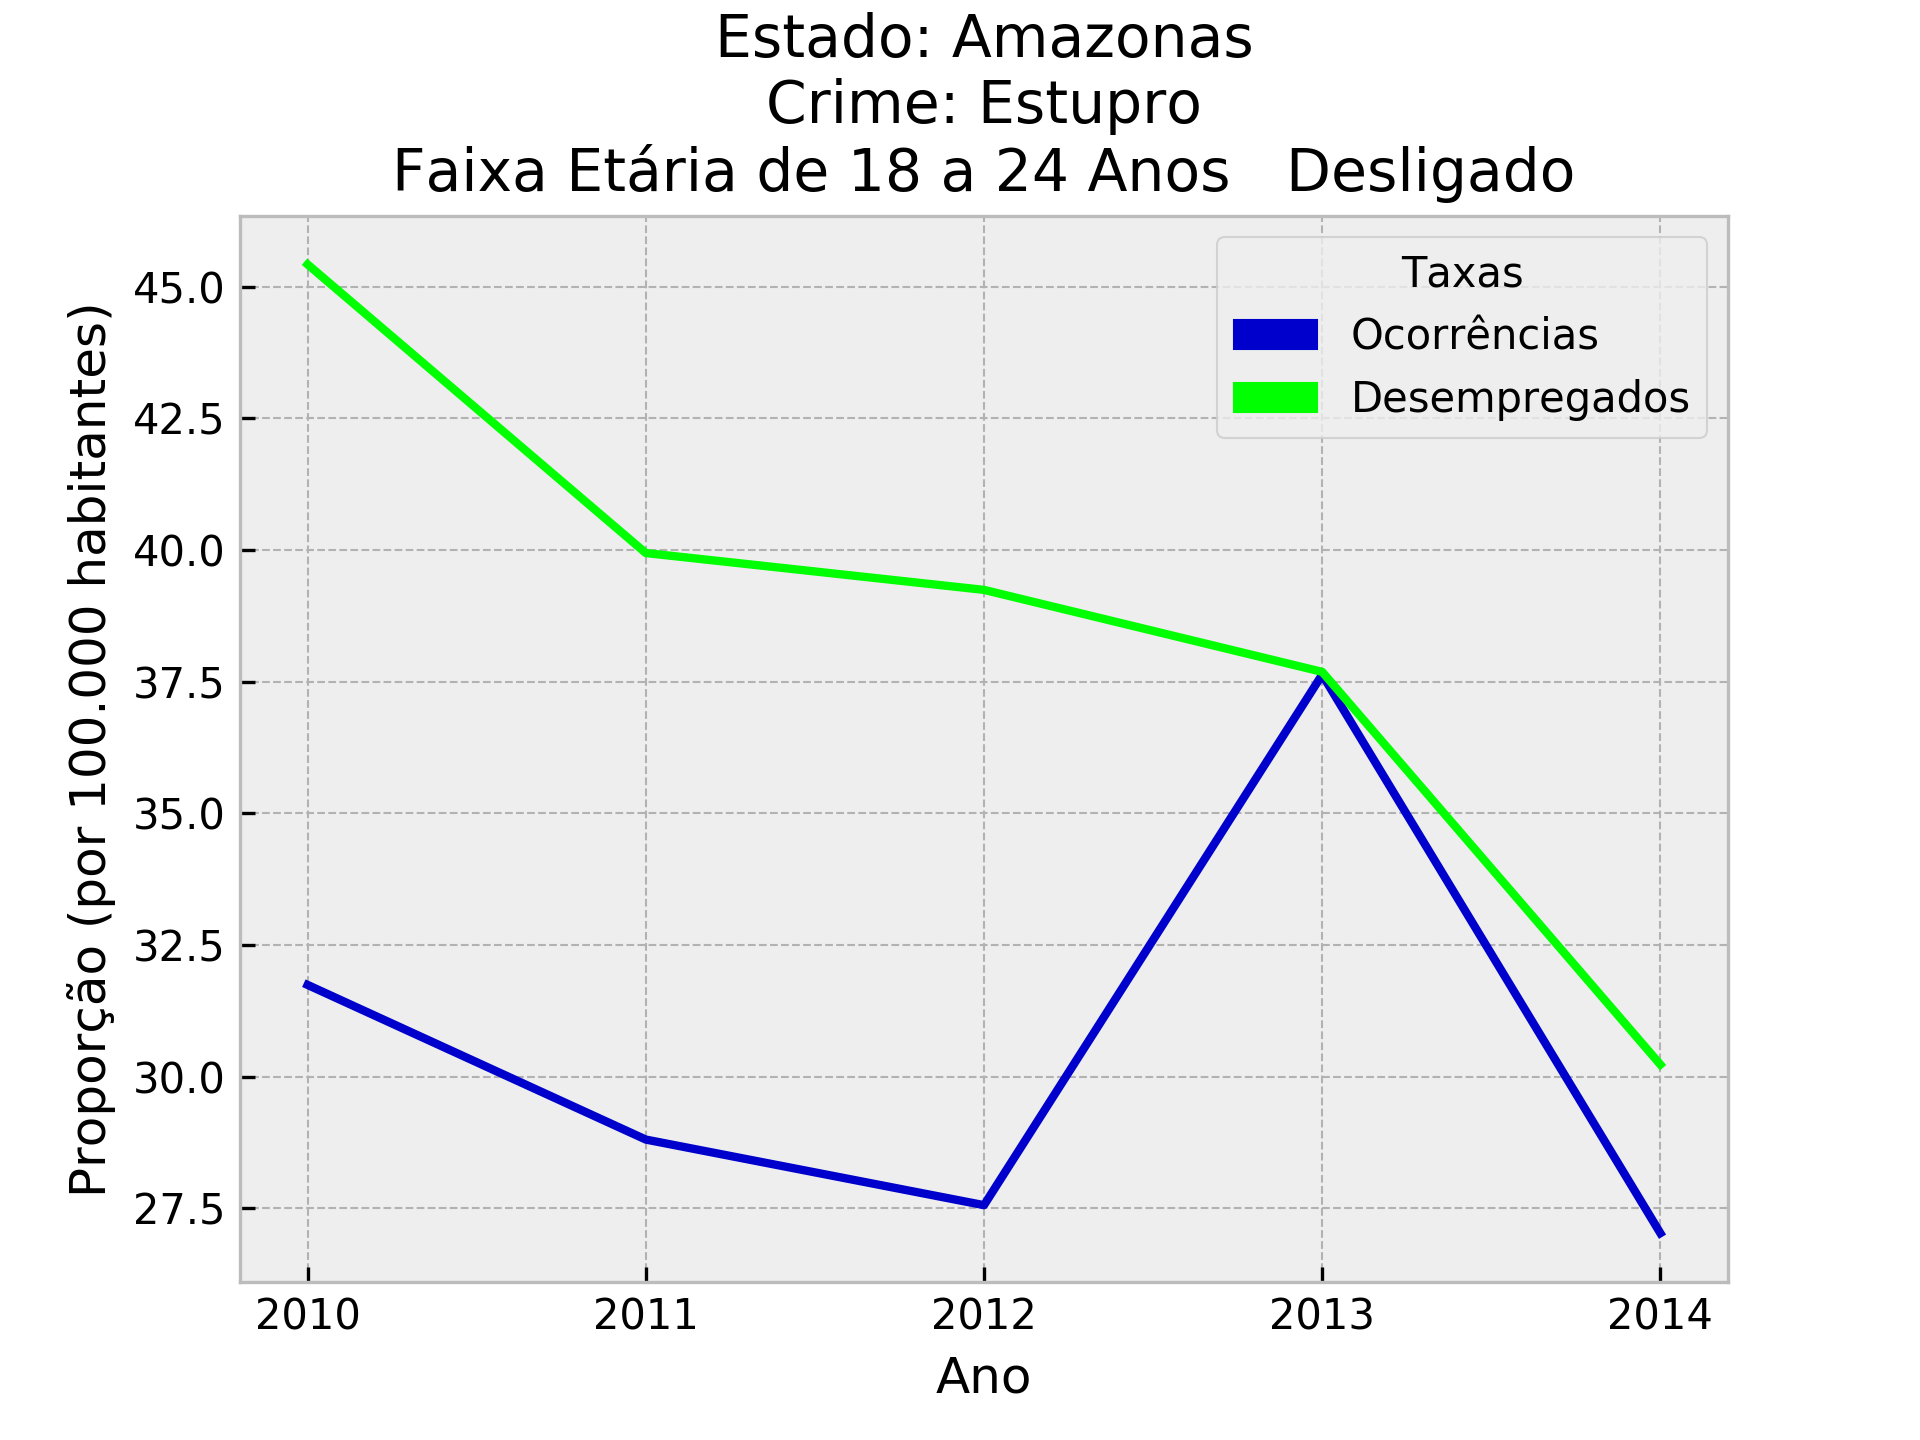 Estado: Amazonas
Crime: Estupro
Faixa Etária de 18 a 24 Anos   Desligado
Taxas
Ocorrências
Desempregados
Proporção (por 100.000 habitantes)
45.0
42.5
40.0
37.5
35.0
32.5
30.0
27.5
2010 2011 2012 2013 2014
Ano